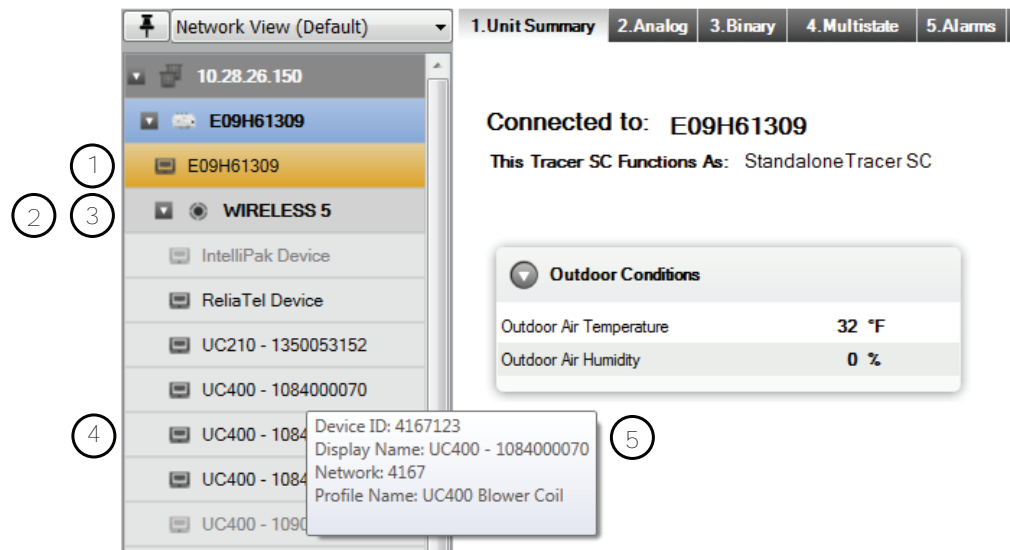 Network View (Default)
1.Unit Summary 2.Analog 3.Binary 4.Multistate 5.Alarms
10.28.26.150
E09H61309
Connected to: E09H61309
1
E09H61309
This Tracer SC Functions As: Standalone Tracer SC
2 3
WIRELESS 5
IntelliPak Device
Outdoor Conditions
ReliaTel Device
Outdoor Air Temperature 32 °F
UC210 - 1350053152
Outdoor Air Humidity 0 %
UC400 - 1084000070
4
UC400 - 1084
Device ID: 4167123
Display Name: UC400 - 1084000070
Network: 4167
Profile Name: UC400 Blower Coil
5
UC400 - 1084
UC400 - 1090